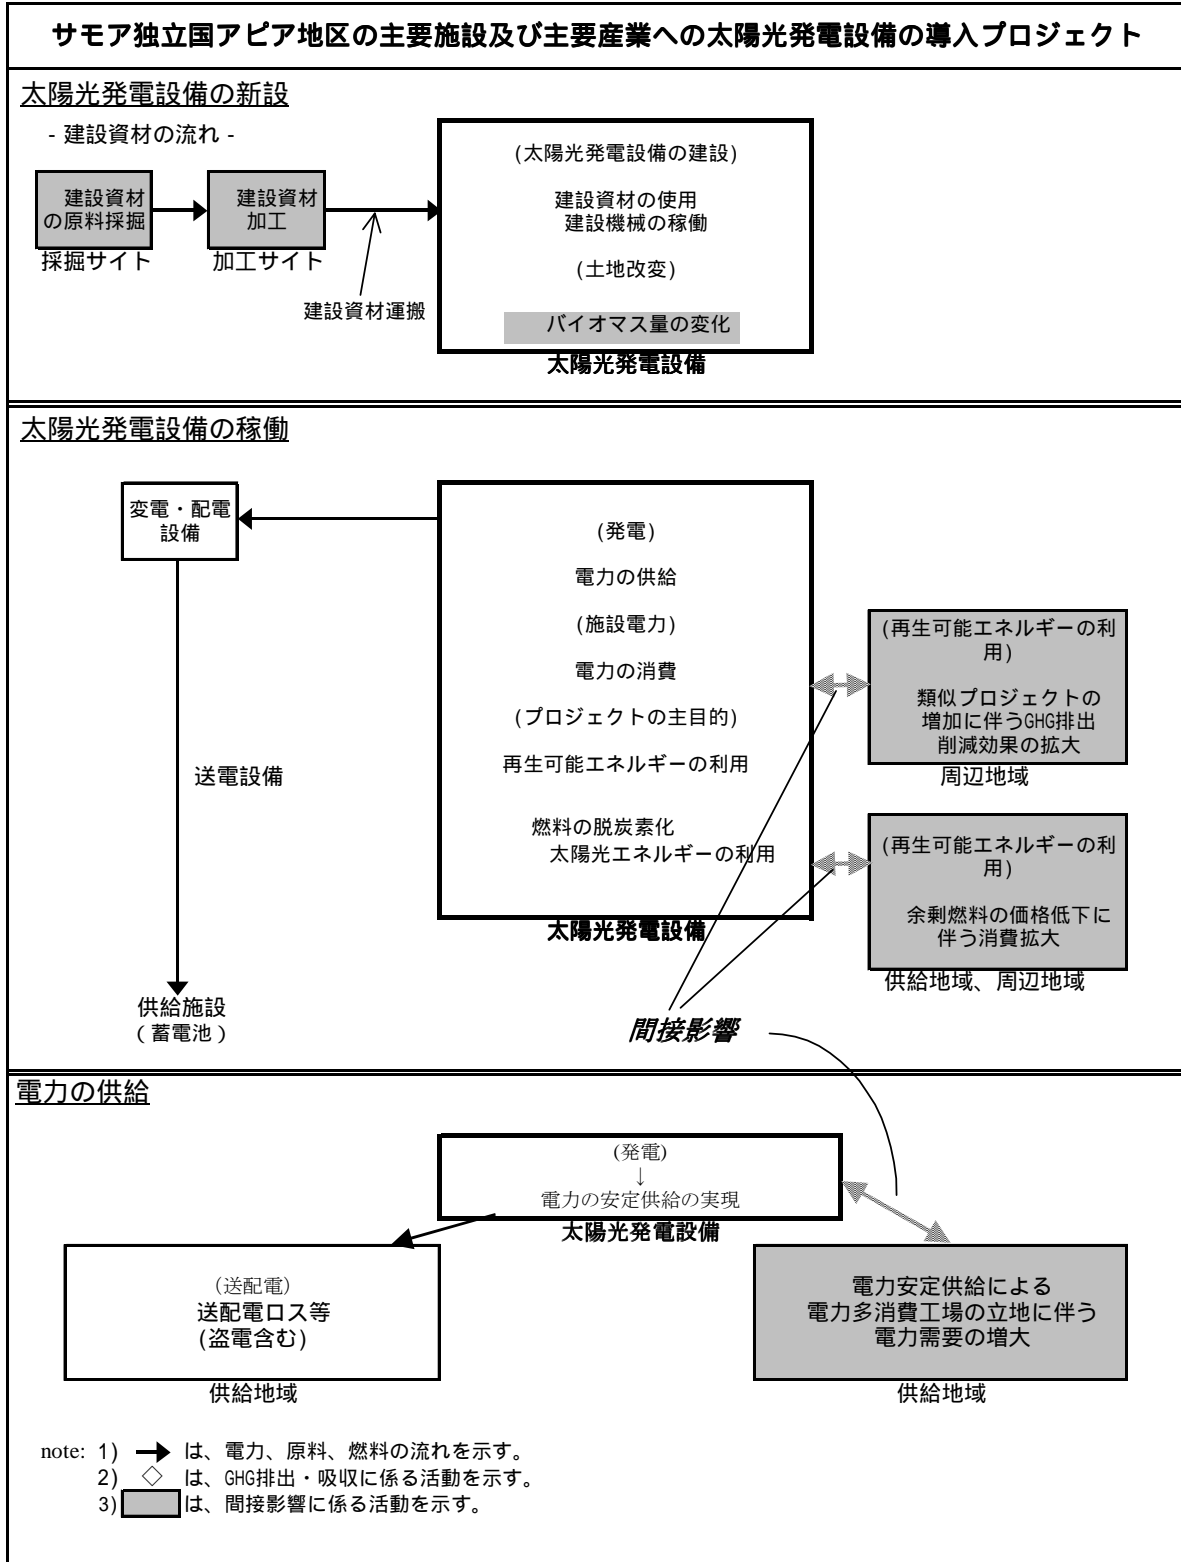 サモア独立国アピア地区の主要施設及び主要産業への太陽光発電設備の導入プロジェクト
太陽光発電設備の新設
- 建設資材の流れ -
建設資材
の原料採掘
採掘サイト
建設資材
加工
加工サイト
建設資材運搬
(太陽光発電設備の建設)
建設資材の使用
建設機械の稼働
(土地改変)
バイオマス量の変化
太陽光発電設備
太陽光発電設備の稼働
変電・配電
設備
送電設備
供給施設
(蓄電池)
(発電)
電力の供給
(施設電力)
電力の消費
(プロジェクトの主目的)
再生可能エネルギーの利用
燃料の脱炭素化
太陽光エネルギーの利用
太陽光発電設備
(再生可能エネルギーの利
用)
類似プロジェクトの
増加に伴うGHG排出
削減効果の拡大
周辺地域
(再生可能エネルギーの利
用)
余剰燃料の価格低下に
伴う消費拡大
供給地域、周辺地域
間接影響
電力の供給
(発電)
↓
電力の安定供給の実現
太陽光発電設備
(送配電)
送配電ロス等
(盗電含む)
供給地域
電力安定供給による
電力多消費工場の立地に伴う
電力需要の増大
供給地域
note: 1) → は、電力、原料、燃料の流れを示す。
2) ◇ は、GHG排出・吸収に係る活動を示す。
3) は、間接影響に係る活動を示す。